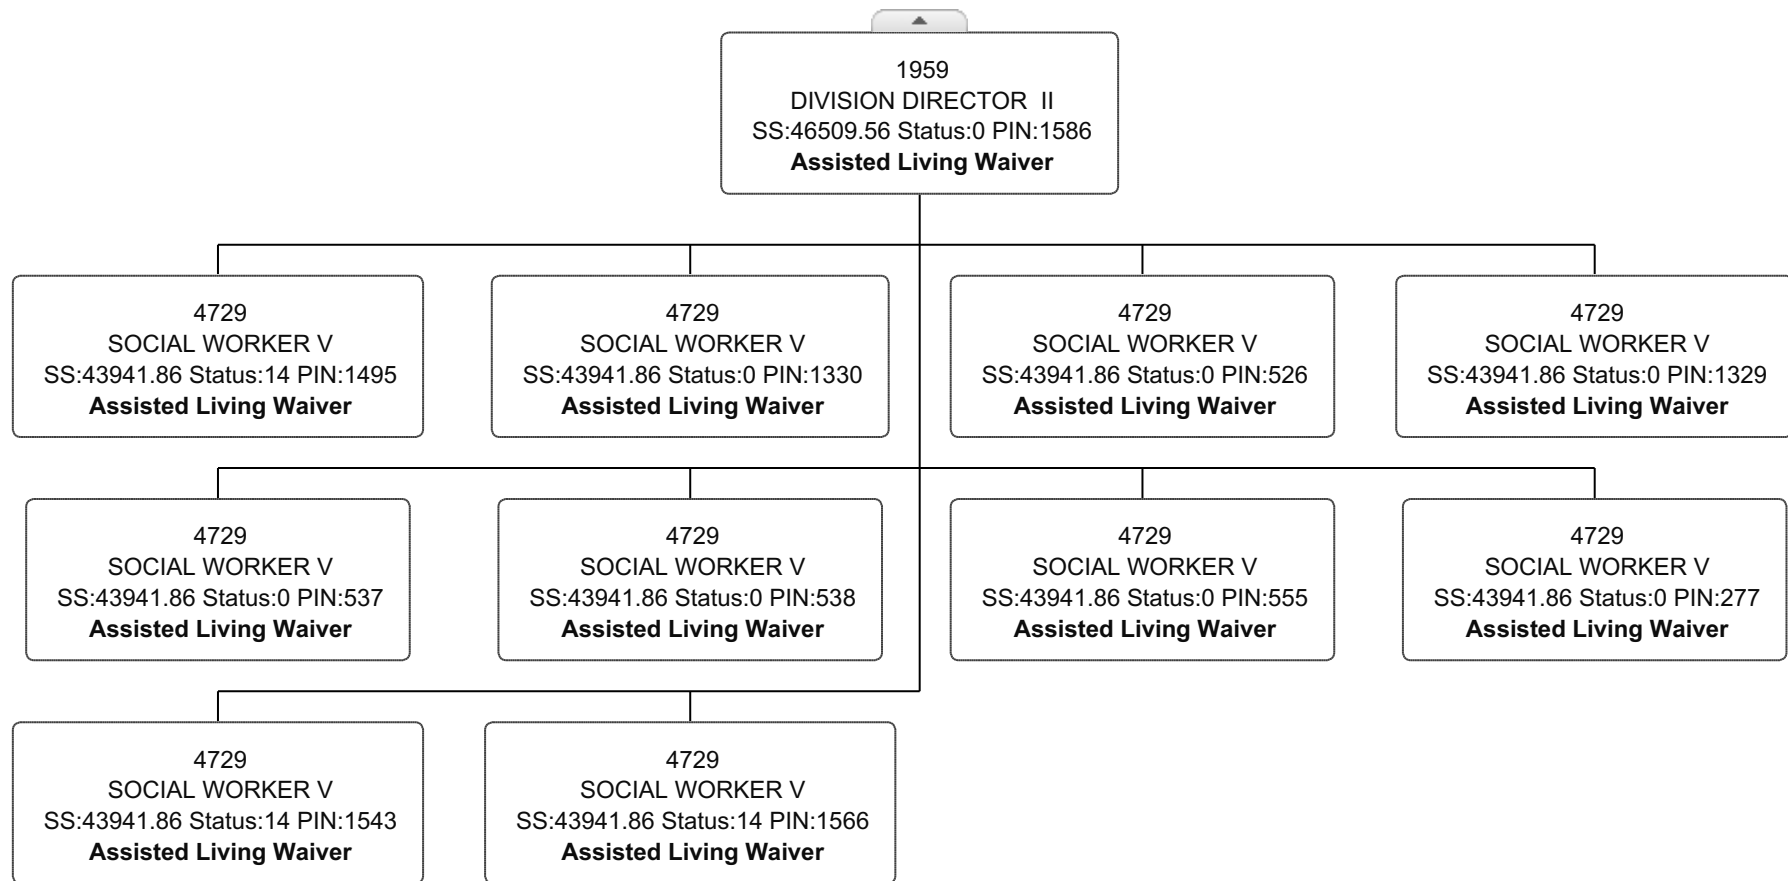 1959
DIVISION DIRECTOR  II
SS:46509.56 Status:0 PIN:1586
Assisted Living Waiver
4729
SOCIAL WORKER V
SS:43941.86 Status:14 PIN:1495
Assisted Living Waiver
4729
SOCIAL WORKER V
SS:43941.86 Status:0 PIN:1330
Assisted Living Waiver
4729
SOCIAL WORKER V
SS:43941.86 Status:0 PIN:526
Assisted Living Waiver
4729
SOCIAL WORKER V
SS:43941.86 Status:0 PIN:1329
Assisted Living Waiver
4729
SOCIAL WORKER V
SS:43941.86 Status:0 PIN:537
Assisted Living Waiver
4729
SOCIAL WORKER V
SS:43941.86 Status:0 PIN:538
Assisted Living Waiver
4729
SOCIAL WORKER V
SS:43941.86 Status:0 PIN:555
Assisted Living Waiver
4729
SOCIAL WORKER V
SS:43941.86 Status:0 PIN:277
Assisted Living Waiver
4729
SOCIAL WORKER V
SS:43941.86 Status:14 PIN:1543
Assisted Living Waiver
4729
SOCIAL WORKER V
SS:43941.86 Status:14 PIN:1566
Assisted Living Waiver